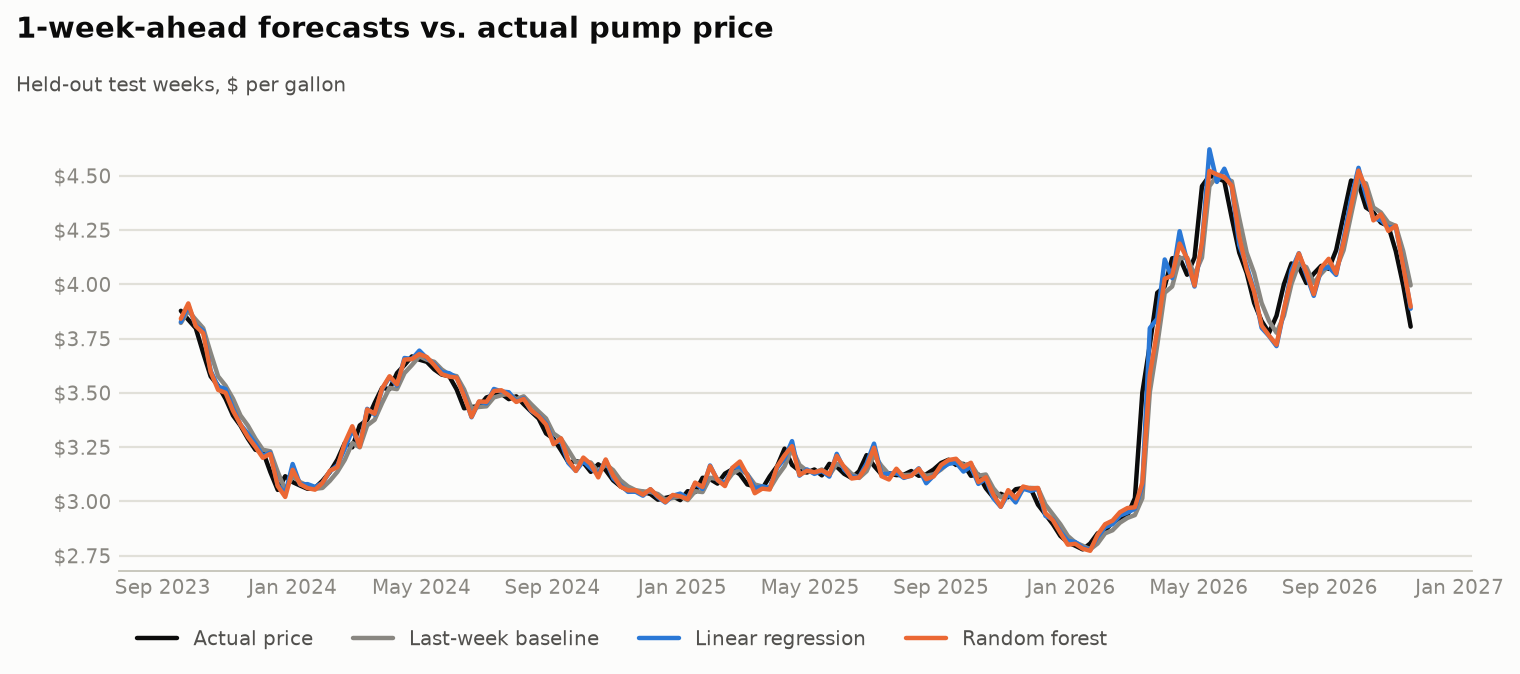 1-week-ahead forecasts vs. actual pump price
Held-out test weeks, $ per gallon
$4.50
$4.25
$4.00
$3.75
$3.50
$3.25
$3.00
$2.75
Sep 2023 Jan 2024 May 2024 Sep 2024 Jan 2025 May 2025 Sep 2025 Jan 2026 May 2026 Sep 2026 Jan 2027
Actual price Last-week baseline Linear regression Random forest